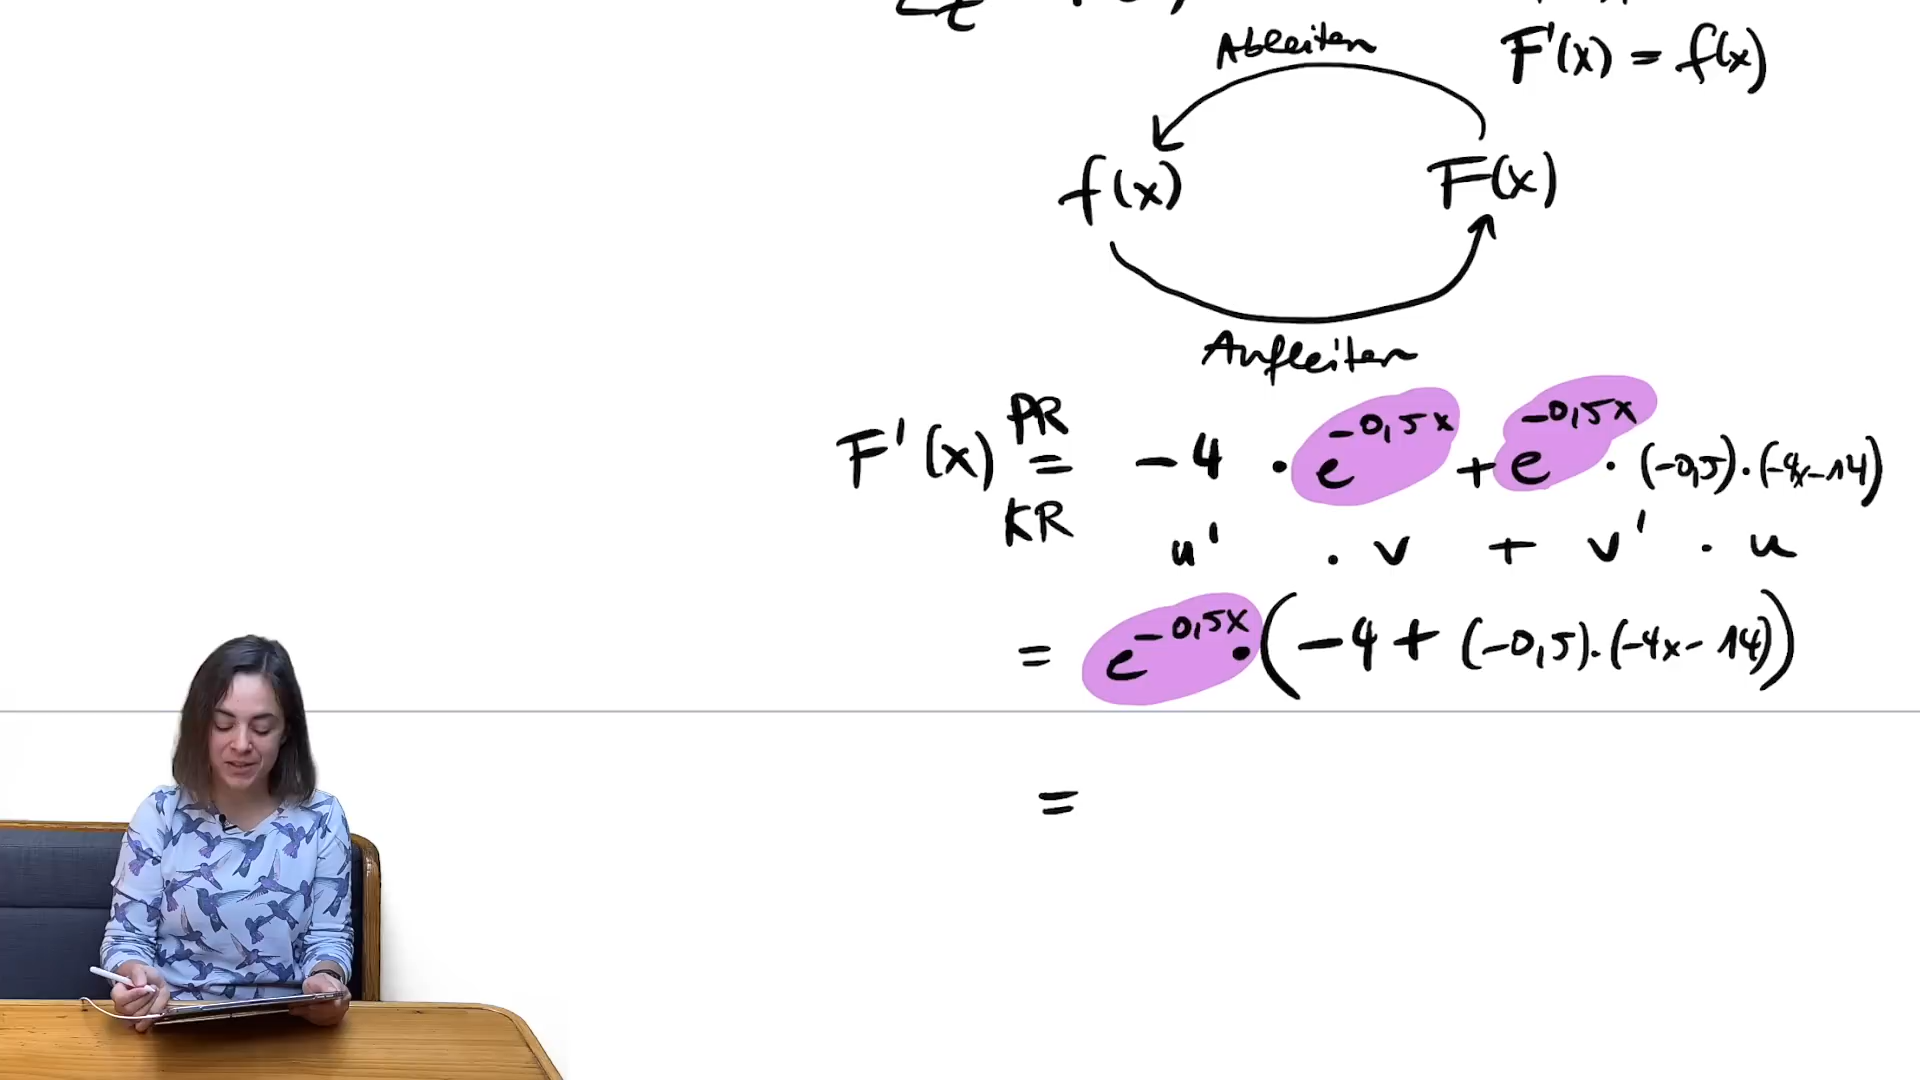 Ableiten
F'(x) = f(x)
f(x) F(x)
Aufleiten
PR
F'(x) = -4 · e^{-0,5x} + e^{-0,5x} · (-0,5) · (-4x-14)
KR
u' · v + v' · u
= e^{-0,5x} · (-4 + (-0,5) · (-4x-14))
=